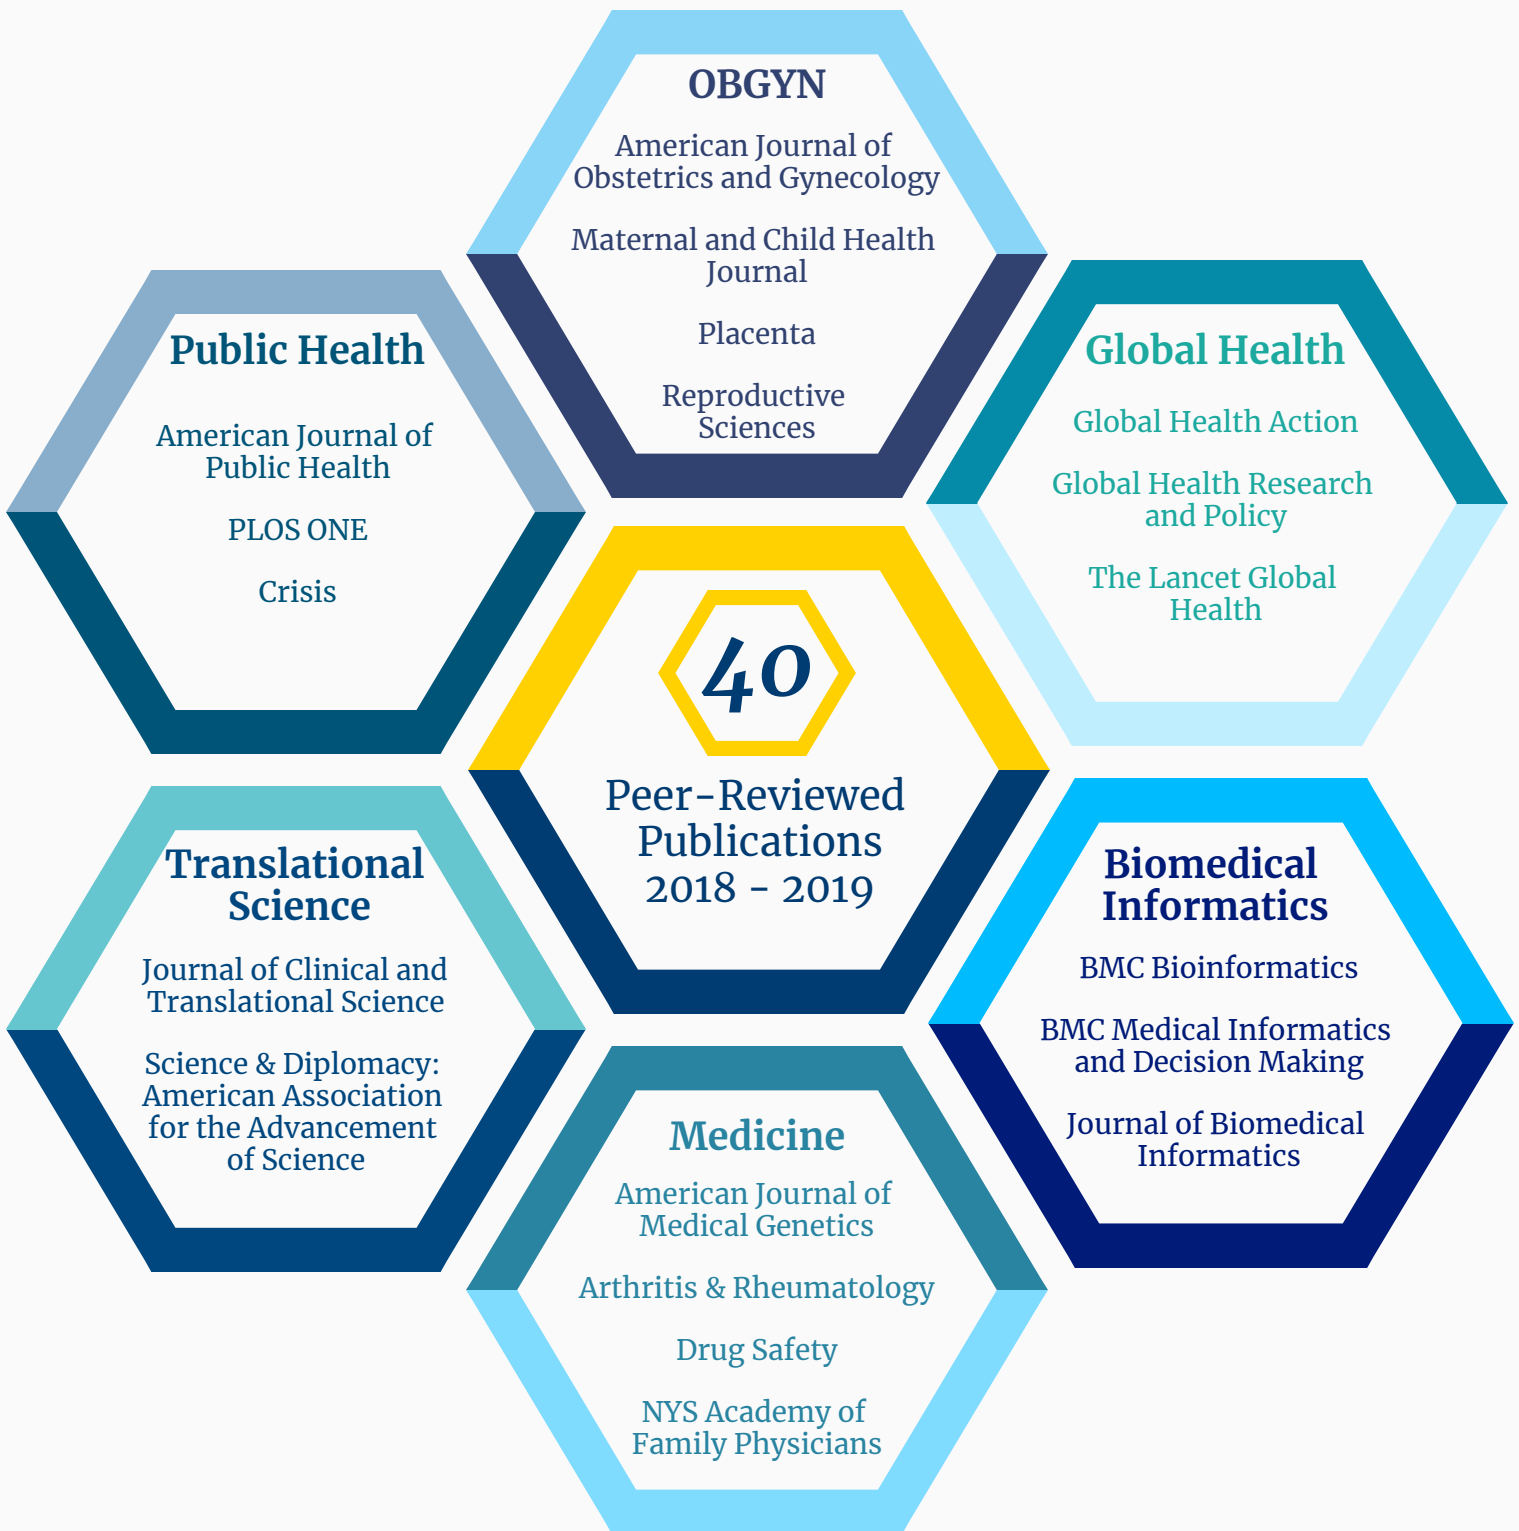 OBGYN
American Journal of
Obstetrics and Gynecology
Maternal and Child Health
Journal
Placenta
Reproductive
Sciences
Public Health
American Journal of
Public Health
PLOS ONE
Crisis
Global Health
Global Health Action
Global Health Research
and Policy
The Lancet Global
Health
40
Peer-Reviewed
Publications
2018 - 2019
Translational
Science
Journal of Clinical and
Translational Science
Science & Diplomacy:
American Association
for the Advancement
of Science
Biomedical
Informatics
BMC Bioinformatics
BMC Medical Informatics
and Decision Making
Journal of Biomedical
Informatics
Medicine
American Journal of
Medical Genetics
Arthritis & Rheumatology
Drug Safety
NYS Academy of
Family Physicians